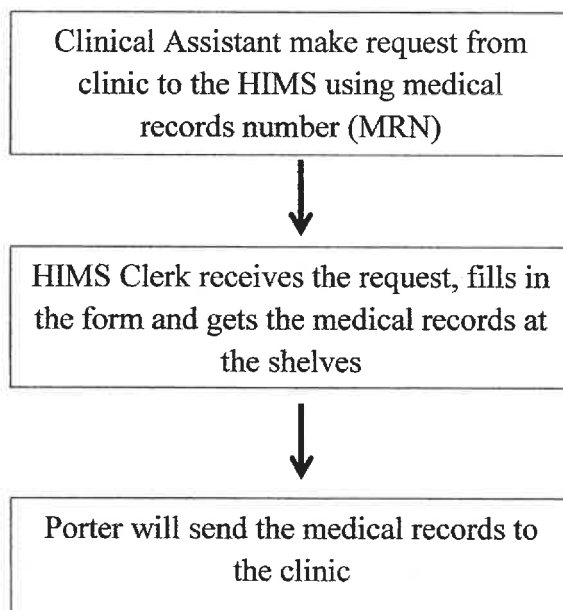 Clinical Assistant make request from
clinic to the HIMS using medical
records number (MRN)
HIMS Clerk receives the request, fills in
the form and gets the medical records at
the shelves
Porter will send the medical records to
the clinic